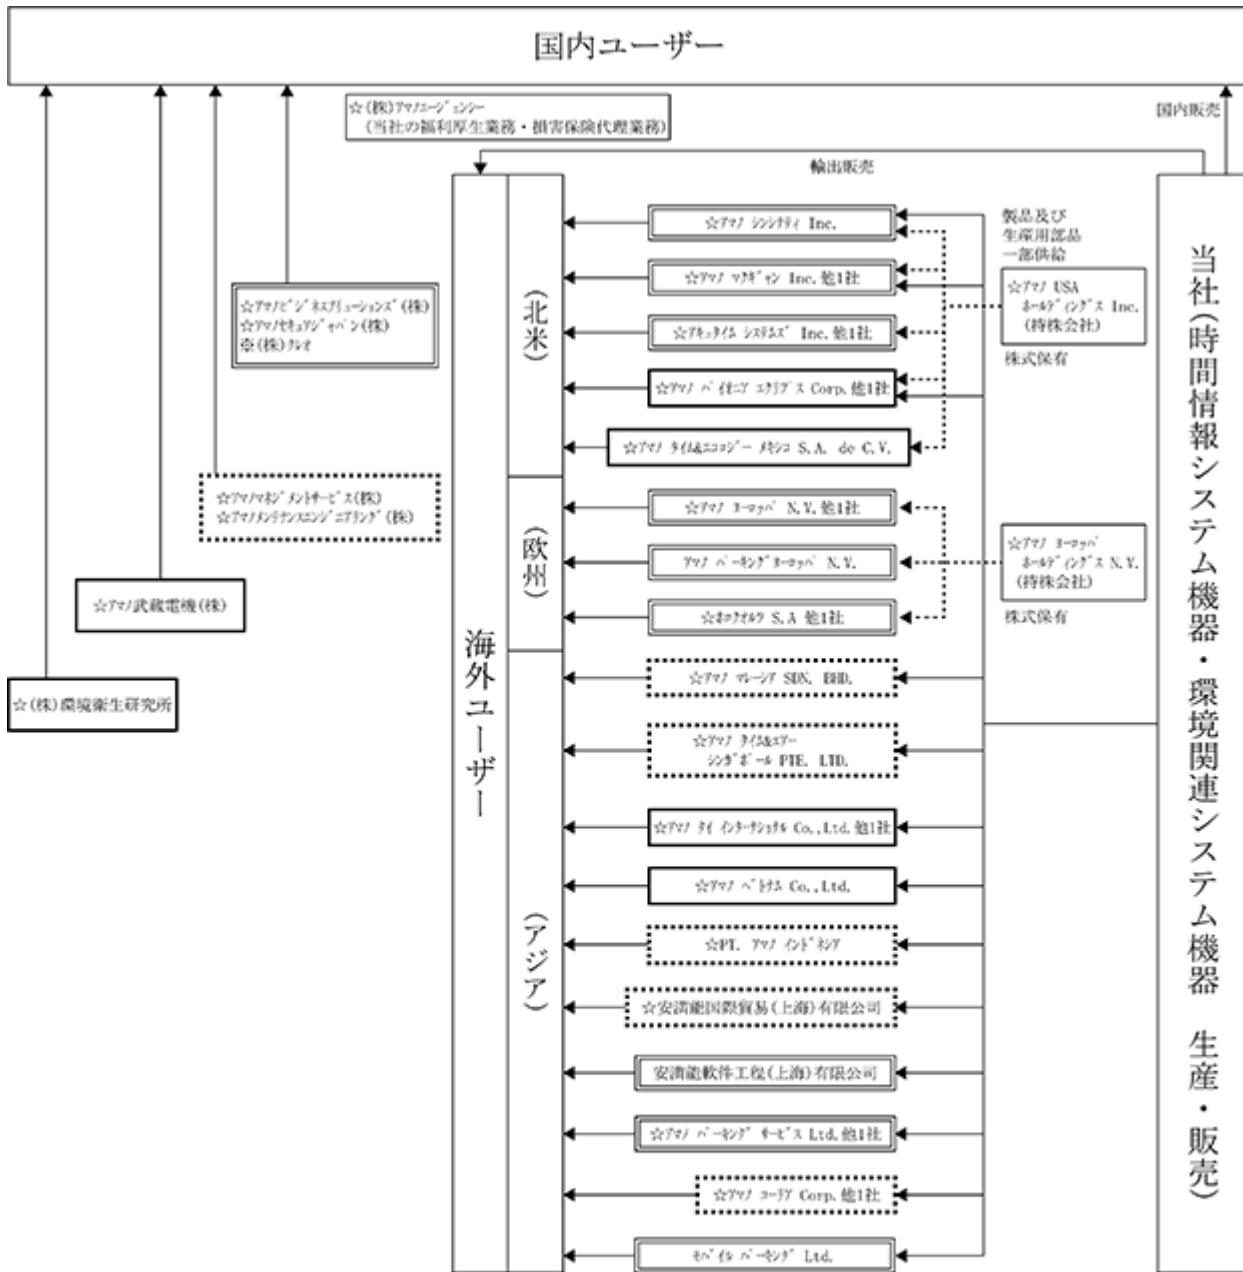 国内ユーザー
☆(株)ｱﾏﾉｴｰｼﾞｪﾝｼｰ
(当社の福利厚生業務・損害保険代理業務)
国内販売
輸出販売
☆ｱﾏﾉ ｼﾝｼﾅﾃｨ Inc.
製品及び
生産用部品
一部供給
☆ｱﾏﾉ ﾏｸｷﾞｬﾝ Inc.他1社
☆ｱﾏﾉ USA
ﾎｰﾙﾃﾞｨﾝｸﾞｽ Inc.
(持株会社)
株式保有
☆ｱﾏﾉﾋﾞｼﾞﾈｽｿﾘｭｰｼｮﾝｽﾞ(株)
☆ｱﾏﾉｾｷｭｱｼﾞｬﾊﾟﾝ(株)
※(株)ｸﾚｵ
(北米)
☆ｱｷｭﾀｲﾑ ｼｽﾃﾑｽﾞ Inc.他1社
☆ｱﾏﾉ ﾊﾟｲｵﾆｱ ｴｸﾘﾌﾟｽ Corp.他1社
☆ｱﾏﾉ ﾀｲﾑ&ｴｺﾛｼﾞｰ ﾒｷｼｺ S.A. de C.V.
☆ｱﾏﾉﾏﾈｼﾞﾒﾝﾄｻｰﾋﾞｽ(株)
☆ｱﾏﾉﾒﾝﾃﾅﾝｽｴﾝｼﾞﾆｱﾘﾝｸﾞ(株)
(欧州)
☆ｱﾏﾉ ﾖｰﾛｯﾊﾟ N.V.他1社
ｱﾏﾉ ﾊﾟｰｷﾝｸﾞﾖｰﾛｯﾊﾟ N.V.
☆ﾎﾛｸｵﾙﾂ S.A 他1社
☆ｱﾏﾉ ﾖｰﾛｯﾊﾟ
ﾎｰﾙﾃﾞｨﾝｸﾞｽ N.V.
(持株会社)
株式保有
☆ｱﾏﾉ武蔵電機(株)
☆(株)環境衛生研究所
海外ユーザー
(アジア)
☆ｱﾏﾉ ﾏﾚｰｼｱ SDN. BHD.
☆ｱﾏﾉ ﾀｲﾑ&ｴｱｰ
ｼﾝｶﾞﾎﾟｰﾙ PTE. LTD.
☆ｱﾏﾉ ﾀｲ ｲﾝﾀｰﾅｼｮﾅﾙ Co.,Ltd.他1社
☆ｱﾏﾉ ﾍﾞﾄﾅﾑ Co.,Ltd.
☆PT. ｱﾏﾉ ｲﾝﾄﾞﾈｼｱ
☆安満能国際貿易(上海)有限公司
安満能軟件工程(上海)有限公司
☆ｱﾏﾉ ﾊﾟｰｷﾝｸﾞ ｻｰﾋﾞｽ Ltd.他1社
☆ｱﾏﾉ ｺｰﾘｱ Corp.他1社
ﾓﾊﾞｲﾙ ﾊﾟｰｷﾝｸﾞ Ltd.
当社(時間情報システム機器・環境関連システム機器 生産・販売)